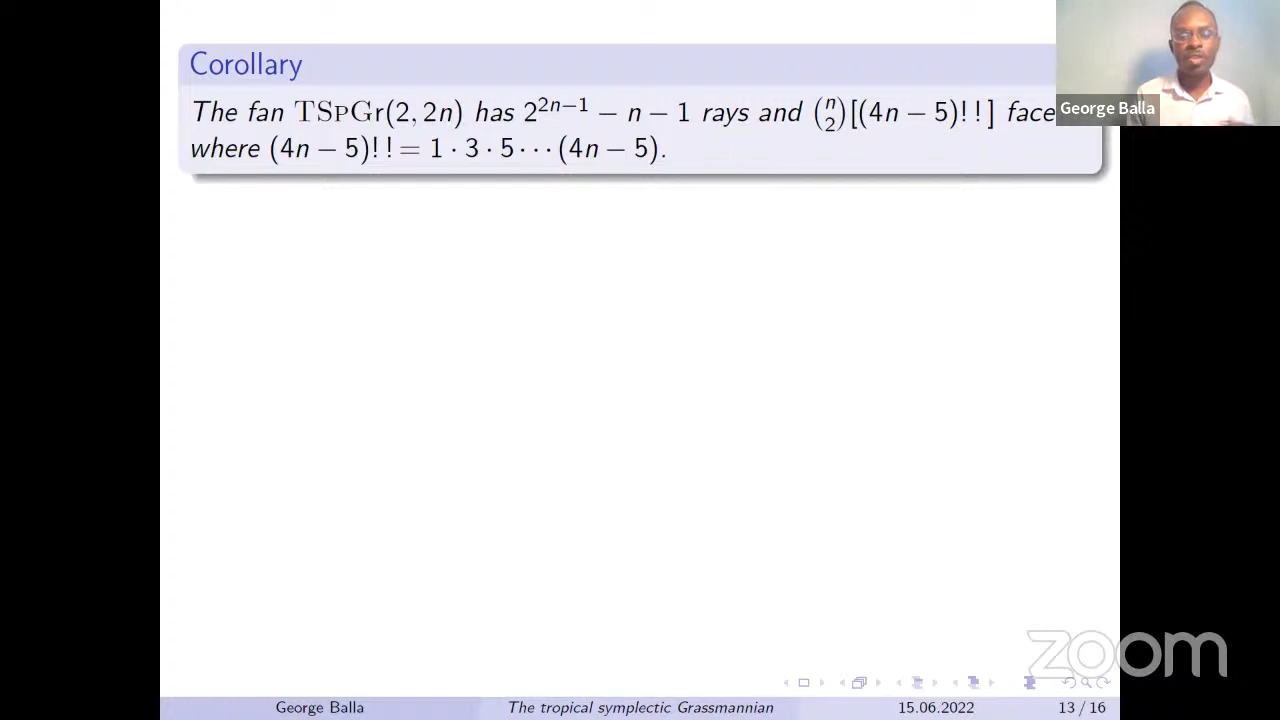 Corollary
The fan TSpGr(2, 2n) has 2^{2n−1} − n − 1 rays and \binom{n}{2}[(4n − 5)!!]
where (4n − 5)!! = 1 · 3 · 5 ··· (4n − 5).
George Balla
zoom
George Balla
The tropical symplectic Grassmannian
15.06.2022
13 / 16